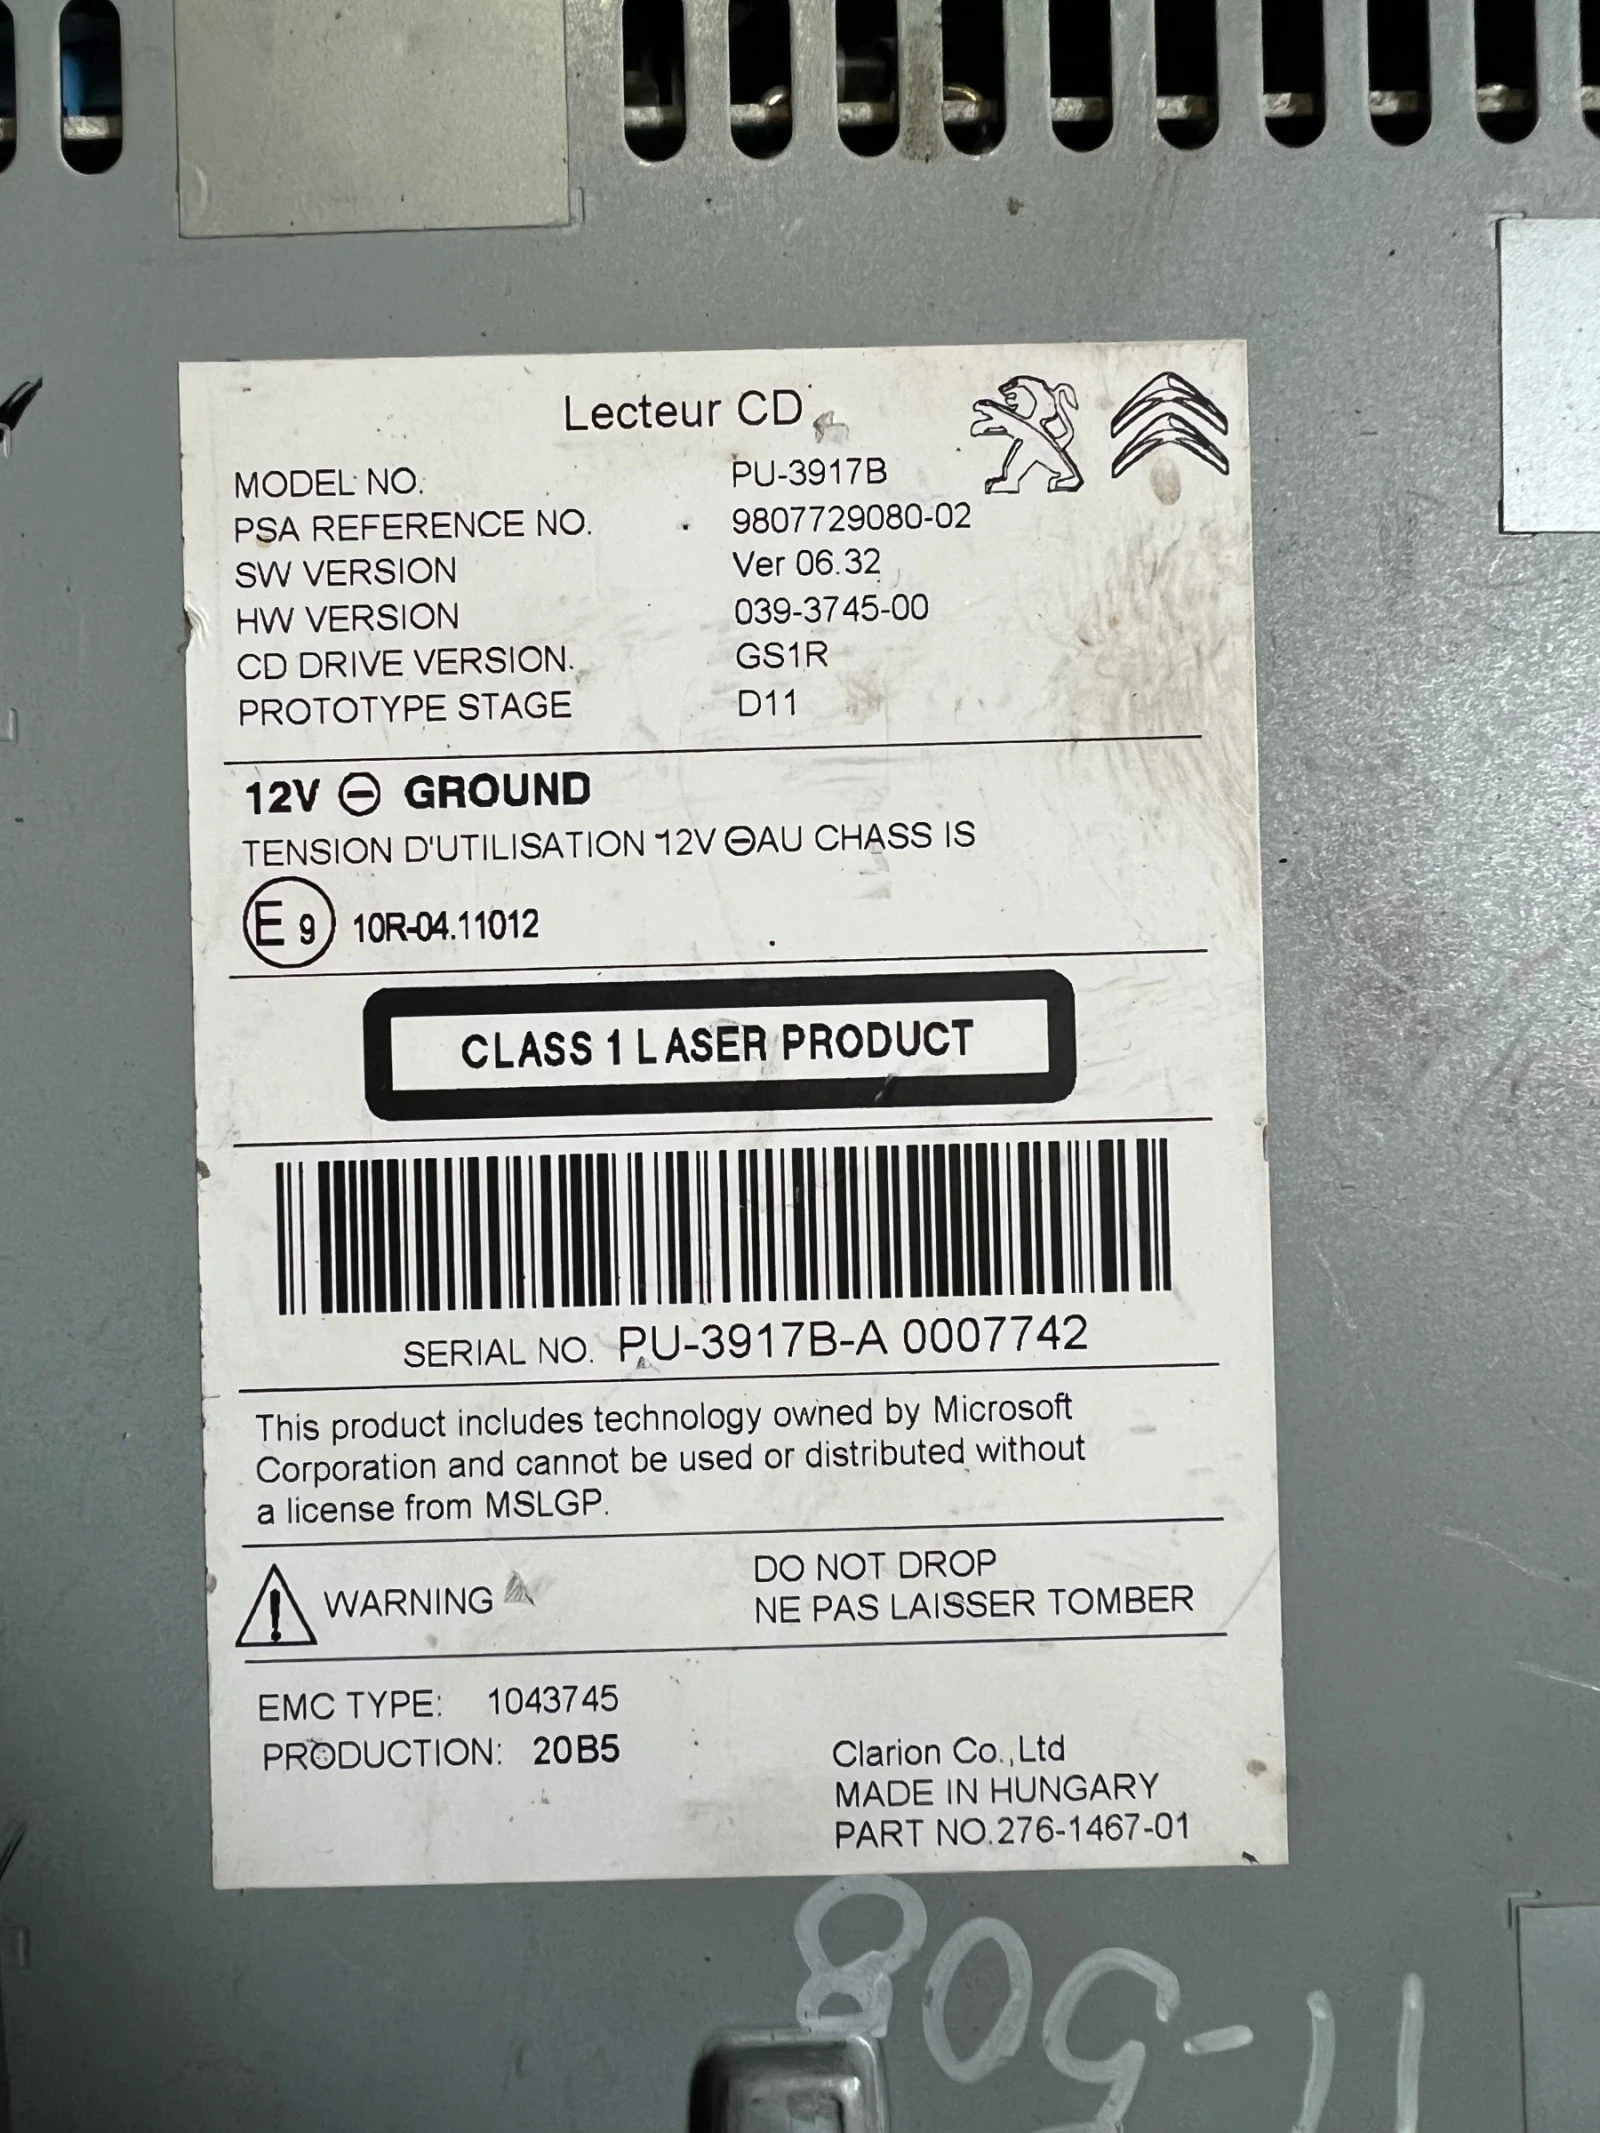 Lecteur CD
MODEL NO. PU-3917B
PSA REFERENCE NO. 9807729080-02
SW VERSION Ver 06.32
HW VERSION 039-3745-00
CD DRIVE VERSION. GS1R
PROTOTYPE STAGE D11
12V ⊖ GROUND
TENSION D'UTILISATION 12V ⊖AU CHASS IS
E 9 10R-04.11012
CLASS 1 LASER PRODUCT
SERIAL NO. PU-3917B-A 0007742
This product includes technology owned by Microsoft
Corporation and cannot be used or distributed without
a license from MSLGP.
WARNING DO NOT DROP
NE PAS LAISSER TOMBER
EMC TYPE: 1043745
PRODUCTION: 20B5
Clarion Co.,Ltd
MADE IN HUNGARY
PART NO.276-1467-01
11-508